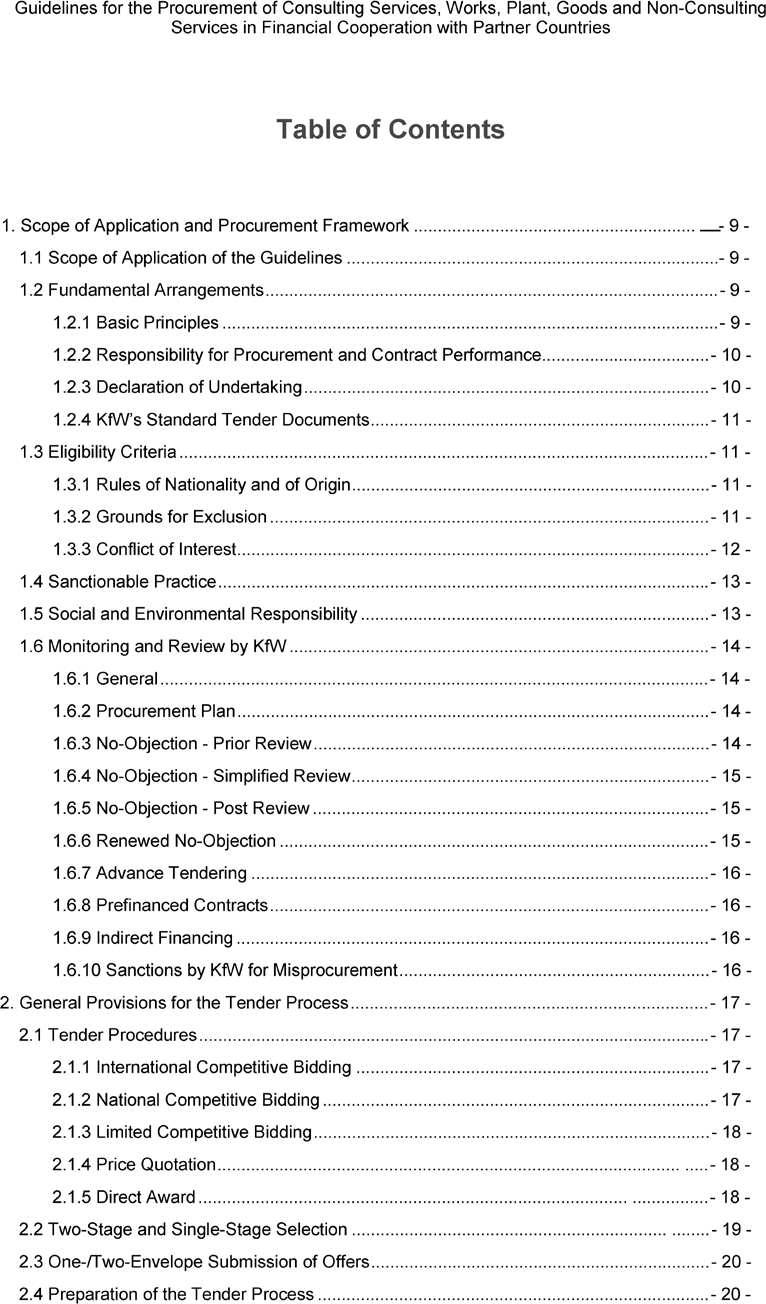 Guidelines for the Procurement of Consulting Services, Works, Plant, Goods and Non-Consulting
Services in Financial Cooperation with Partner Countries
Table of Contents
1. Scope of Application and Procurement Framework ........................................................... - 9 -
1.1 Scope of Application of the Guidelines ..............................................................................- 9 -
1.2 Fundamental Arrangements...............................................................................................- 9 -
1.2.1 Basic Principles ........................................................................................................- 9 -
1.2.2 Responsibility for Procurement and Contract Performance...................................- 10 -
1.2.3 Declaration of Undertaking.....................................................................................- 10 -
1.2.4 KfW's Standard Tender Documents.......................................................................- 11 -
1.3 Eligibility Criteria ...............................................................................................................- 11 -
1.3.1 Rules of Nationality and of Origin...........................................................................- 11 -
1.3.2 Grounds for Exclusion ............................................................................................- 11 -
1.3.3 Conflict of Interest...................................................................................................- 12 -
1.4 Sanctionable Practice.......................................................................................................- 13 -
1.5 Social and Environmental Responsibility .........................................................................- 13 -
1.6 Monitoring and Review by KfW ........................................................................................- 14 -
1.6.1 General...................................................................................................................- 14 -
1.6.2 Procurement Plan...................................................................................................- 14 -
1.6.3 No-Objection - Prior Review...................................................................................- 14 -
1.6.4 No-Objection - Simplified Review...........................................................................- 15 -
1.6.5 No-Objection - Post Review ...................................................................................- 15 -
1.6.6 Renewed No-Objection ..........................................................................................- 15 -
1.6.7 Advance Tendering ................................................................................................- 16 -
1.6.8 Prefinanced Contracts............................................................................................- 16 -
1.6.9 Indirect Financing ...................................................................................................- 16 -
1.6.10 Sanctions by KfW for Misprocurement.................................................................- 16 -
2. General Provisions for the Tender Process...........................................................................- 17 -
2.1 Tender Procedures...........................................................................................................- 17 -
2.1.1 International Competitive Bidding ..........................................................................- 17 -
2.1.2 National Competitive Bidding .................................................................................- 17 -
2.1.3 Limited Competitive Bidding...................................................................................- 18 -
2.1.4 Price Quotation................................................................................................. .....- 18 -
2.1.5 Direct Award .......................................................................................... ................- 18 -
2.2 Two-Stage and Single-Stage Selection .................................................................. ........- 19 -
2.3 One-/Two-Envelope Submission of Offers.......................................................................- 20 -
2.4 Preparation of the Tender Process ..................................................................................- 20 -